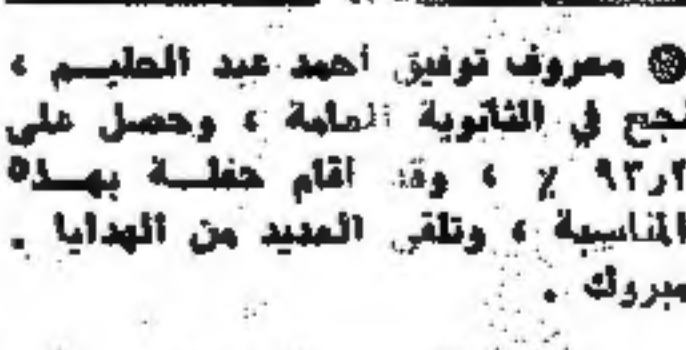 معروف توفيق أحمد عبد الحليم ،
نجح في الثانوية العامة ، وحصل على
٩٣٫٢ ٪ ، وقد اقام حفلة بهذه
المناسبة ، وتلقى العديد من الهدايا .
مبروك .